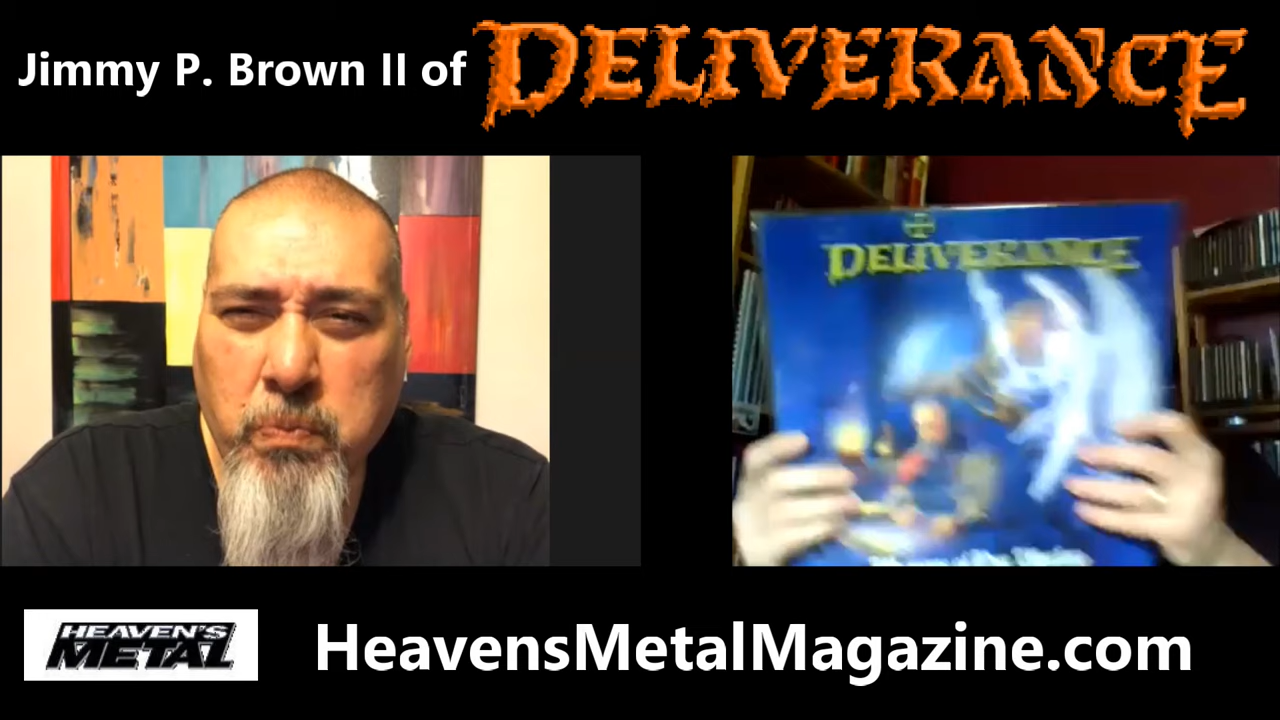 Jimmy P. Brown II of DELIVERANCE
DELIVERANCE
HEAVEN'S
METAL
HeavensMetalMagazine.com